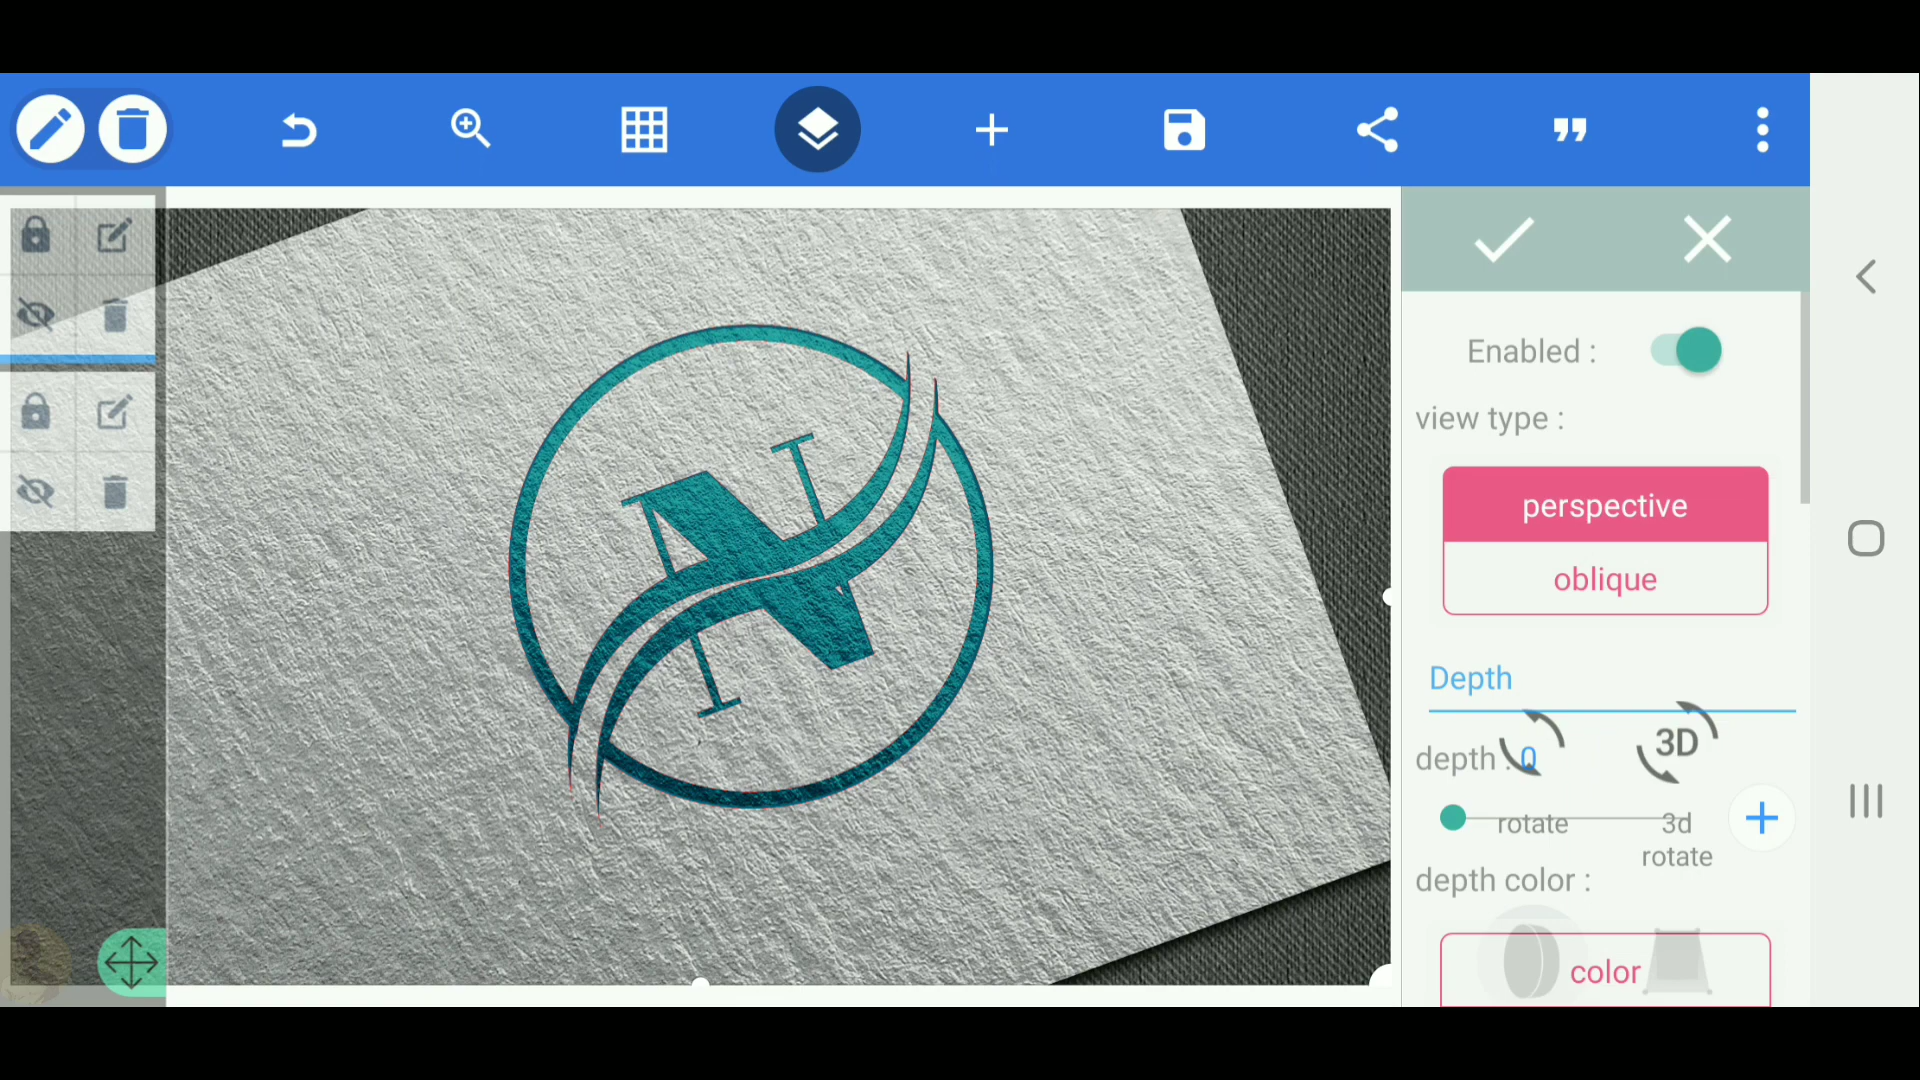 Enabled :
view type :
perspective
oblique
Depth
depth : 0
3D
rotate
3d
rotate
depth color :
color
N